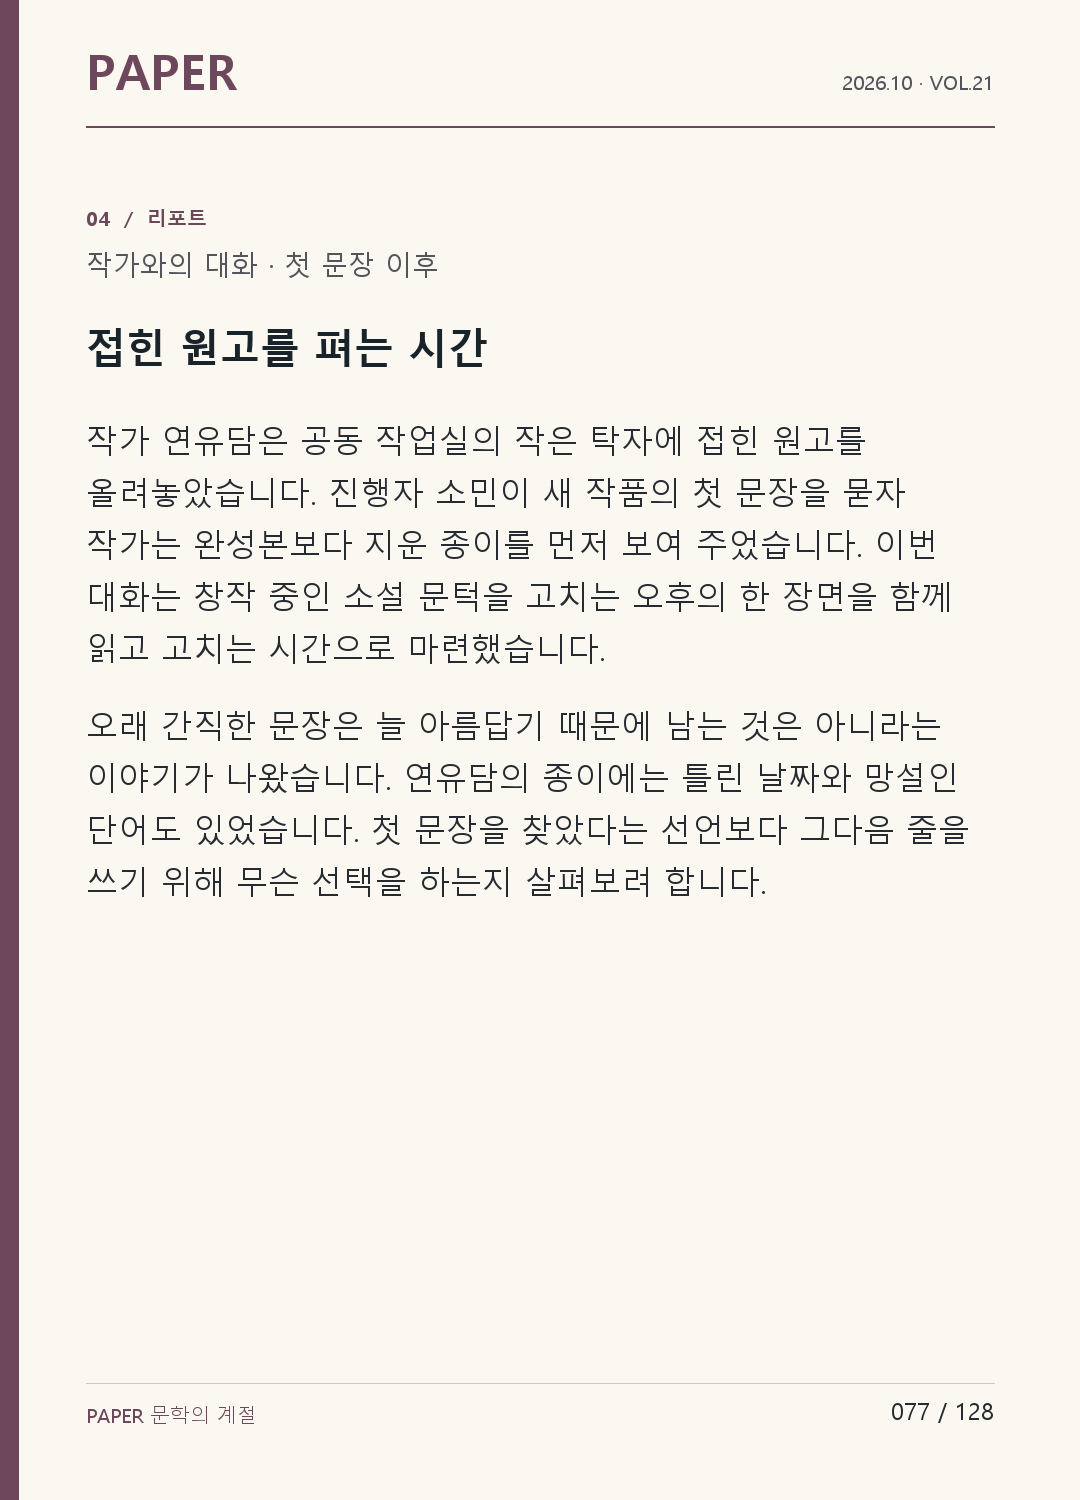 PAPER
2026.10 · VOL.21
04 / 리포트
작가와의 대화 · 첫 문장 이후
접힌 원고를 펴는 시간
작가 연유담은 공동 작업실의 작은 탁자에 접힌 원고를
올려놓았습니다. 진행자 소민이 새 작품의 첫 문장을 묻자
작가는 완성본보다 지운 종이를 먼저 보여 주었습니다. 이번
대화는 창작 중인 소설 문턱을 고치는 오후의 한 장면을 함께
읽고 고치는 시간으로 마련했습니다.
오래 간직한 문장은 늘 아름답기 때문에 남는 것은 아니라는
이야기가 나왔습니다. 연유담의 종이에는 틀린 날짜와 망설인
단어도 있었습니다. 첫 문장을 찾았다는 선언보다 그다음 줄을
쓰기 위해 무슨 선택을 하는지 살펴보려 합니다.
PAPER 문학의 계절
077 / 128